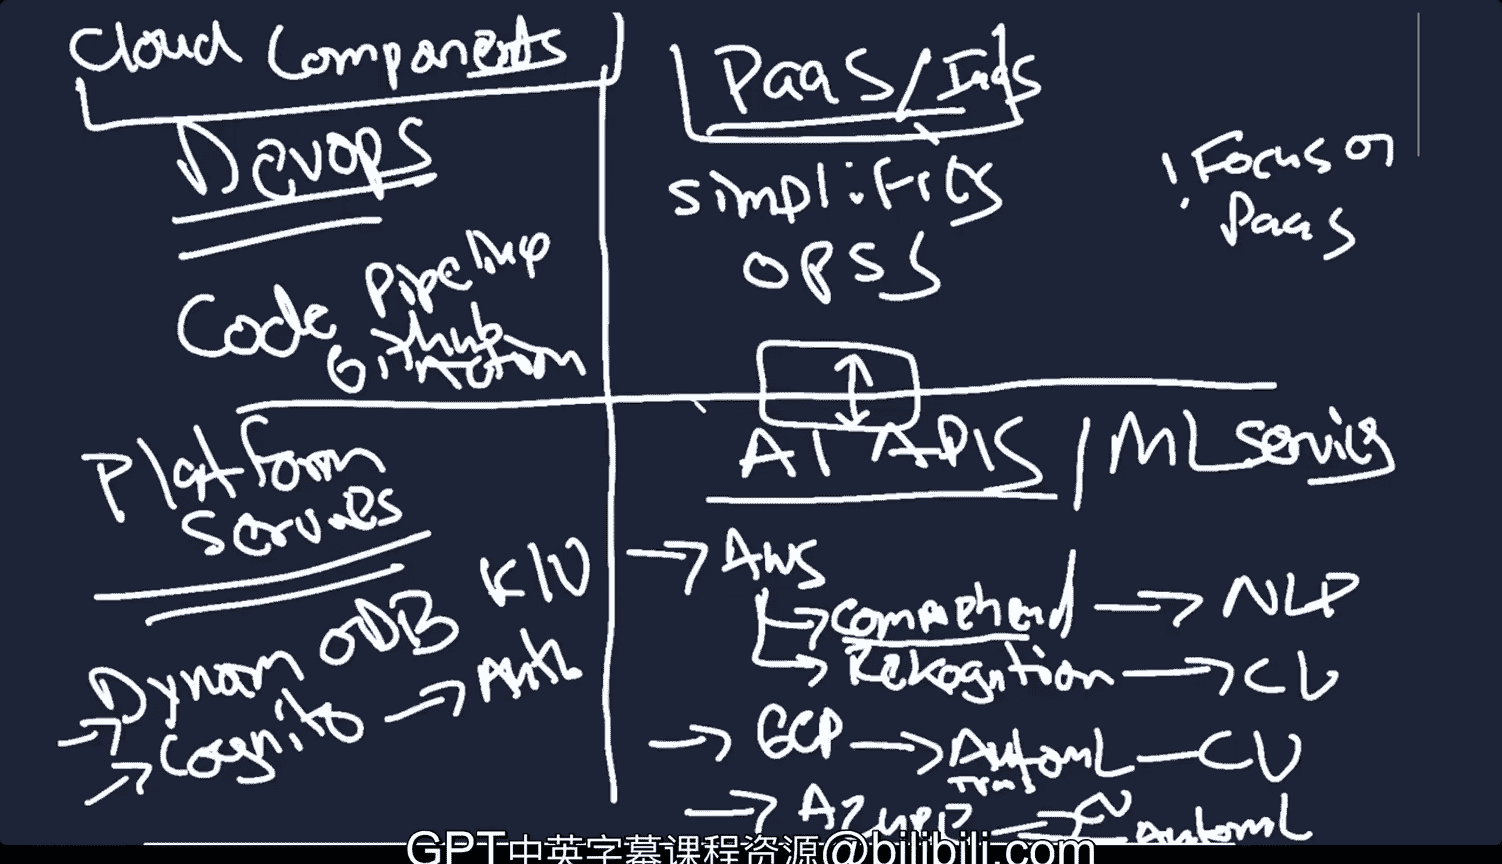 Cloud Components
Devops
Code Pipeline
Github Action
PaaS/IaaS
simplifies
OPSS
! Focus on
PaaS
Platform
Services
DynamoDB K/V
→ Cognito → Auth
AI APIS / ML Services
→ AWS
→ Comprehend → NLP
→ Rekognition → CV
→ GCP → AutoML - CV
→ Azure
AutoML
GPT中英字幕课程资源@bilibili.com